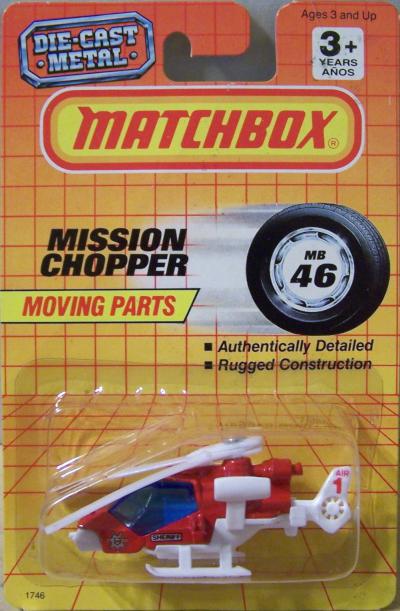 Ages 3 and Up
DIE-CAST
METAL
3+
YEARS
AÑOS
MATCHBOX®
MISSION
CHOPPER
MB
46
MOVING PARTS
■ Authentically Detailed
■ Rugged Construction
AIR
1
SHERIFF
1746